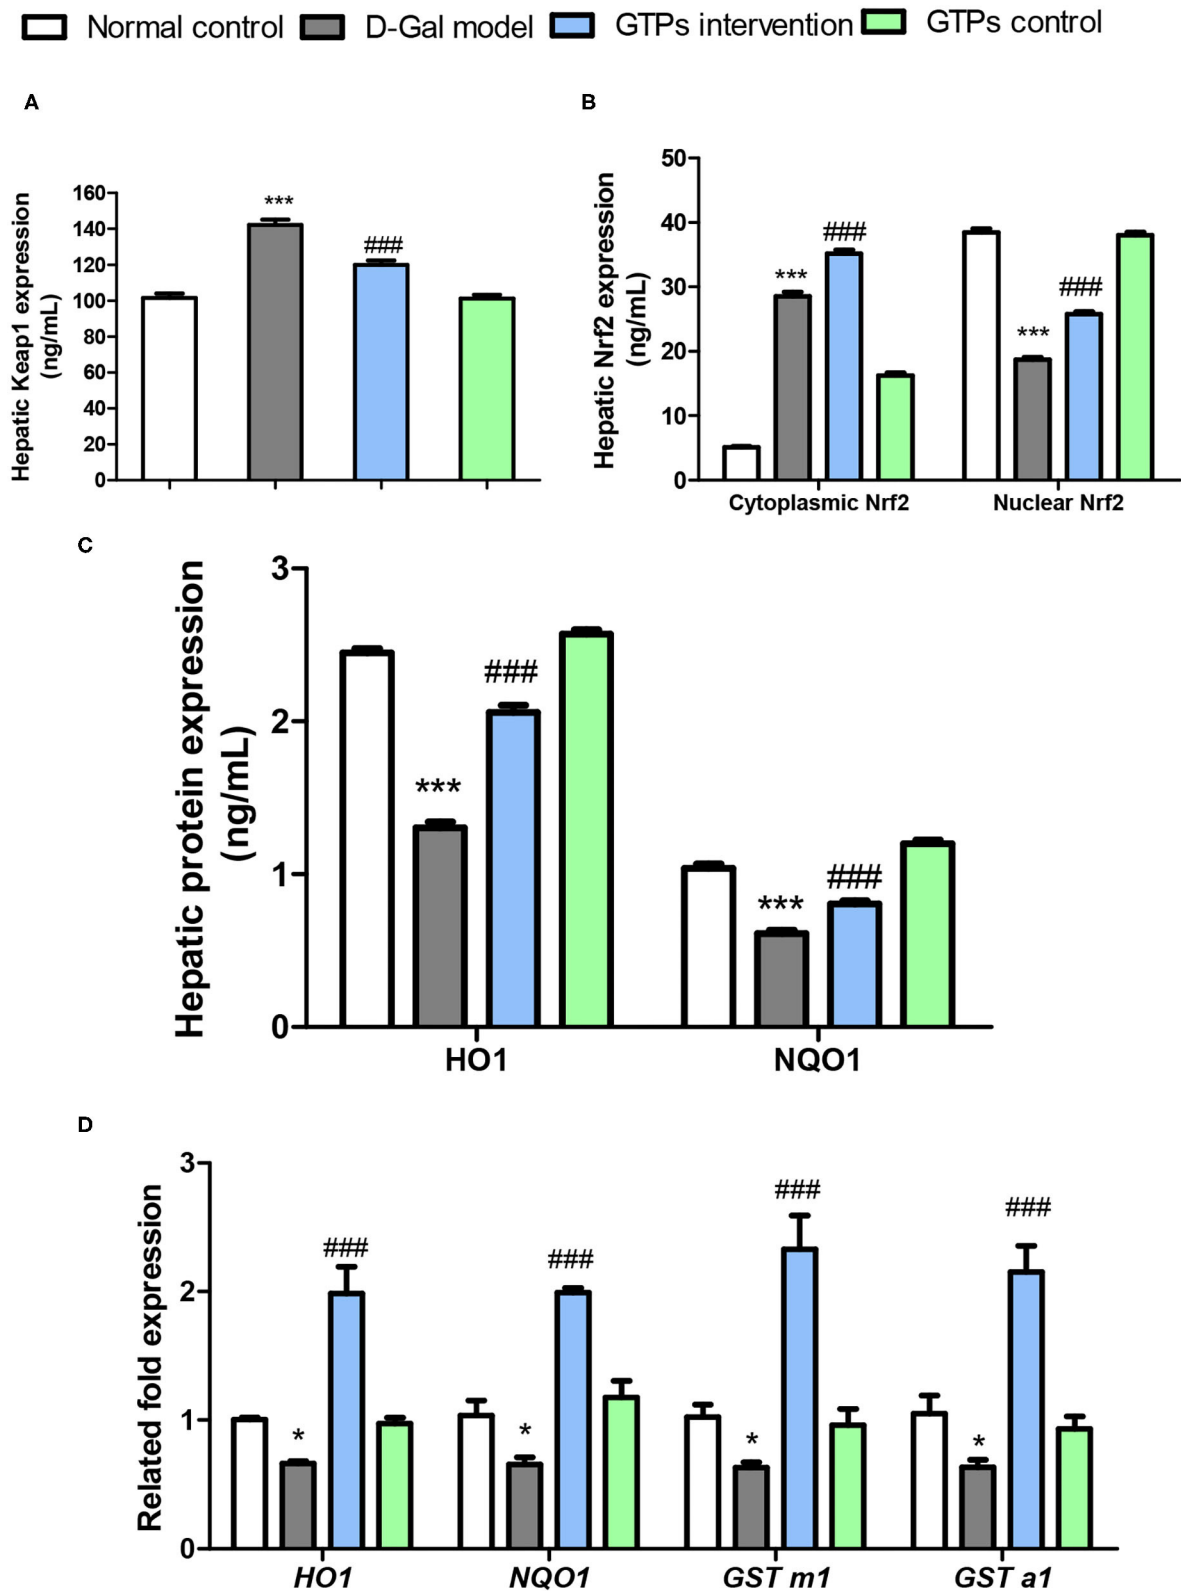 Normal control D-Gal model GTPs intervention GTPs control
A
Hepatic Keap1 expression
(ng/mL)
160
140
120
100
80
60
40
20
0
***
###
B
Hepatic Nrf2 expression
(ng/mL)
50
40
30
20
10
0
***
###
***
###
Cytoplasmic Nrf2 Nuclear Nrf2
C
Hepatic protein expression
(ng/mL)
3
2
1
0
***
###
***
###
HO1 NQO1
D
Related fold expression
3
2
1
0
*
###
*
###
*
###
*
###
HO1 NQO1 GST m1 GST a1